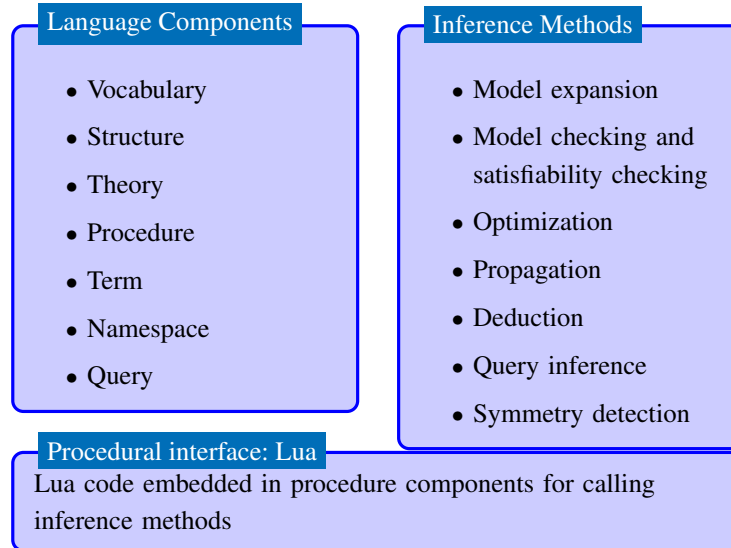 Language Components
• Vocabulary
• Structure
• Theory
• Procedure
• Term
• Namespace
• Query
Inference Methods
• Model expansion
• Model checking and
satisfiability checking
• Optimization
• Propagation
• Deduction
• Query inference
• Symmetry detection
Procedural interface: Lua
Lua code embedded in procedure components for calling
inference methods